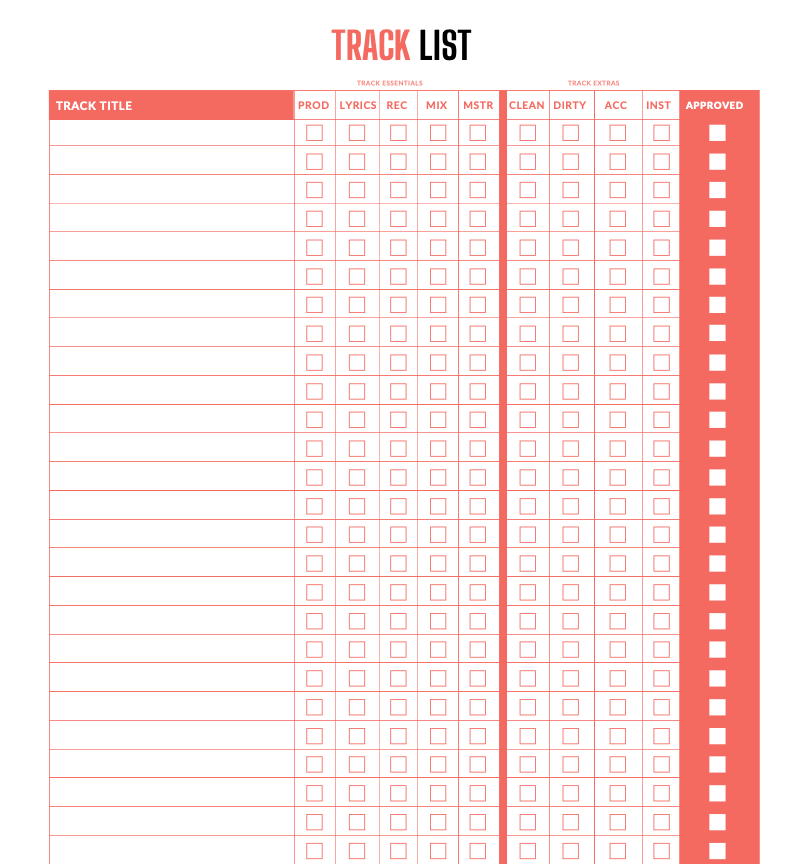 TRACK LIST
TRACK ESSENTIALS TRACK EXTRAS
TRACK TITLE PROD LYRICS REC MIX MSTR CLEAN DIRTY ACC INST APPROVED